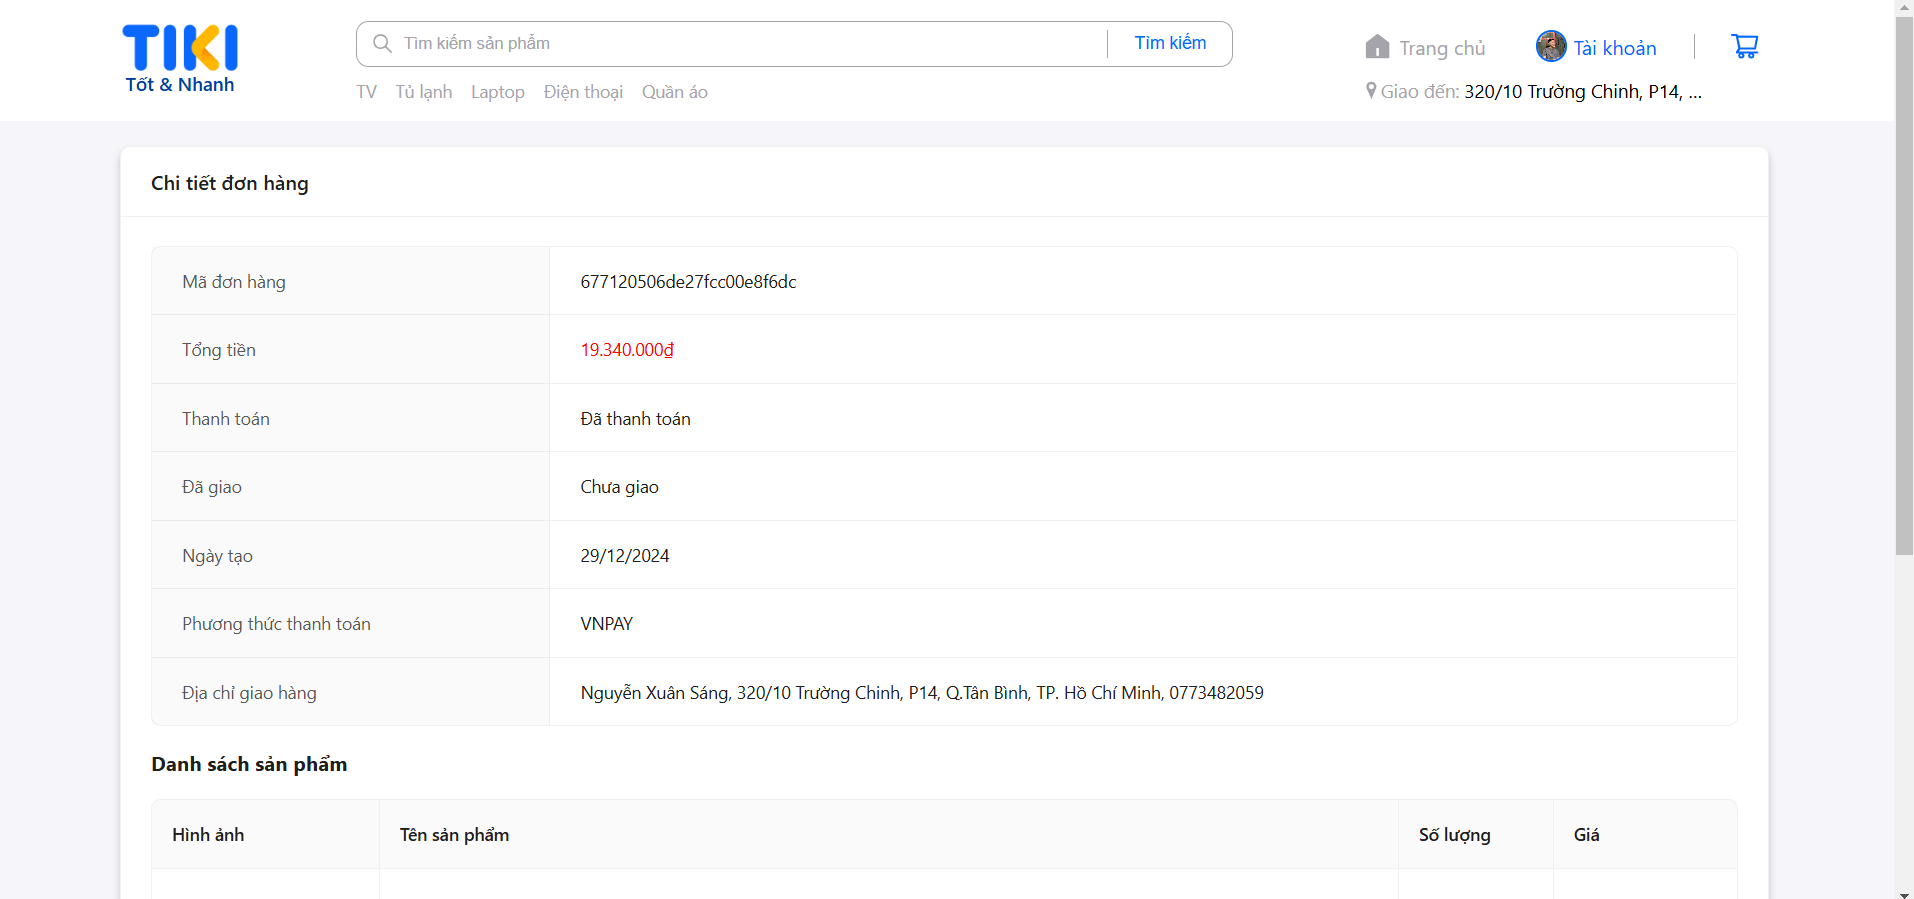 TIKI
Tốt & Nhanh
Tìm kiếm sản phẩm
Tìm kiếm
Trang chủ
Tài khoản
TV Tủ lạnh Laptop Điện thoại Quần áo
Giao đến: 320/10 Trường Chinh, P14, ...
Chi tiết đơn hàng
Mã đơn hàng 677120506de27fcc00e8f6dc
Tổng tiền 19.340.000₫
Thanh toán Đã thanh toán
Đã giao Chưa giao
Ngày tạo 29/12/2024
Phương thức thanh toán VNPAY
Địa chỉ giao hàng Nguyễn Xuân Sáng, 320/10 Trường Chinh, P14, Q.Tân Bình, TP. Hồ Chí Minh, 0773482059
Danh sách sản phẩm
Hình ảnh Tên sản phẩm Số lượng Giá